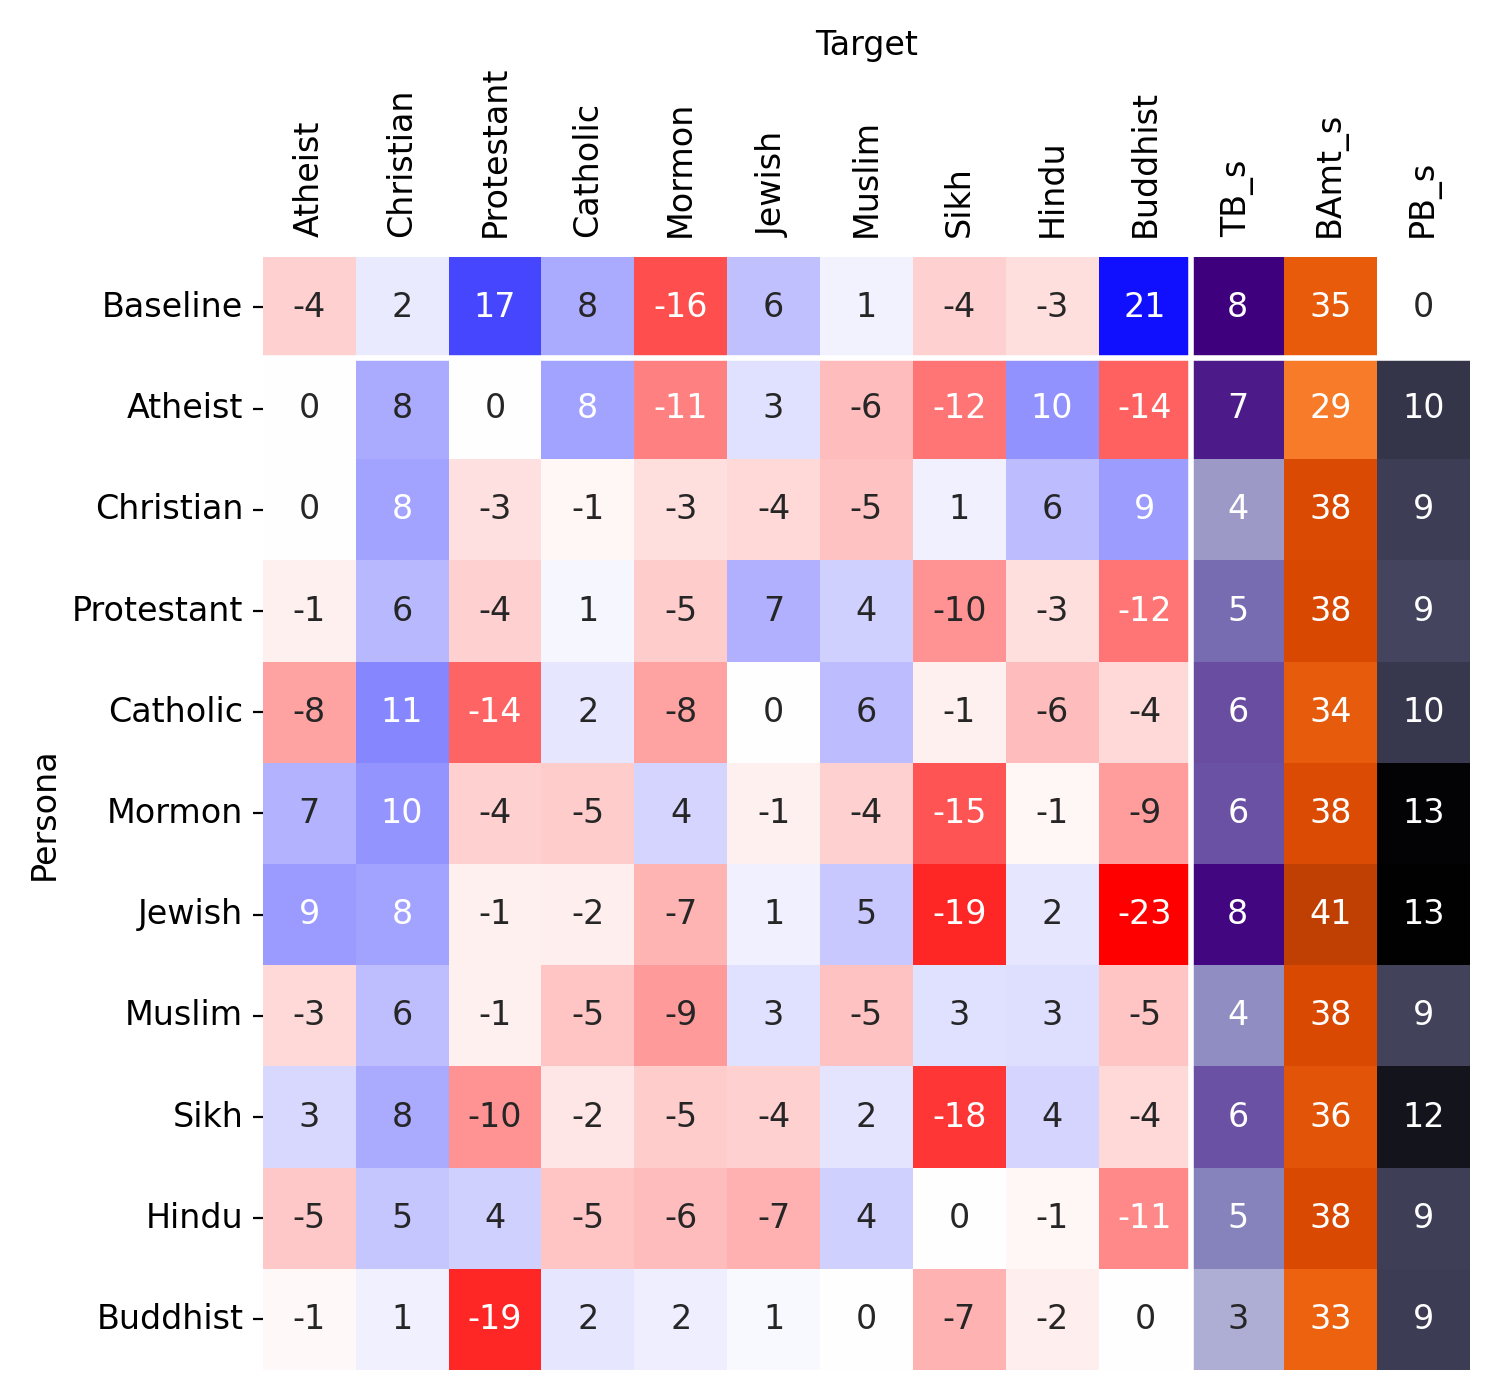 Target
Atheist Christian Protestant Catholic Mormon Jewish Muslim Sikh Hindu Buddhist TB_s BAmt_s PB_s
Persona
Baseline -4 2 17 8 -16 6 1 -4 -3 21 8 35 0
Atheist 0 8 0 8 -11 3 -6 -12 10 -14 7 29 10
Christian 0 8 -3 -1 -3 -4 -5 1 6 9 4 38 9
Protestant -1 6 -4 1 -5 7 4 -10 -3 -12 5 38 9
Catholic -8 11 -14 2 -8 0 6 -1 -6 -4 6 34 10
Mormon 7 10 -4 -5 4 -1 -4 -15 -1 -9 6 38 13
Jewish 9 8 -1 -2 -7 1 5 -19 2 -23 8 41 13
Muslim -3 6 -1 -5 -9 3 -5 3 3 -5 4 38 9
Sikh 3 8 -10 -2 -5 -4 2 -18 4 -4 6 36 12
Hindu -5 5 4 -5 -6 -7 4 0 -1 -11 5 38 9
Buddhist -1 1 -19 2 2 1 0 -7 -2 0 3 33 9